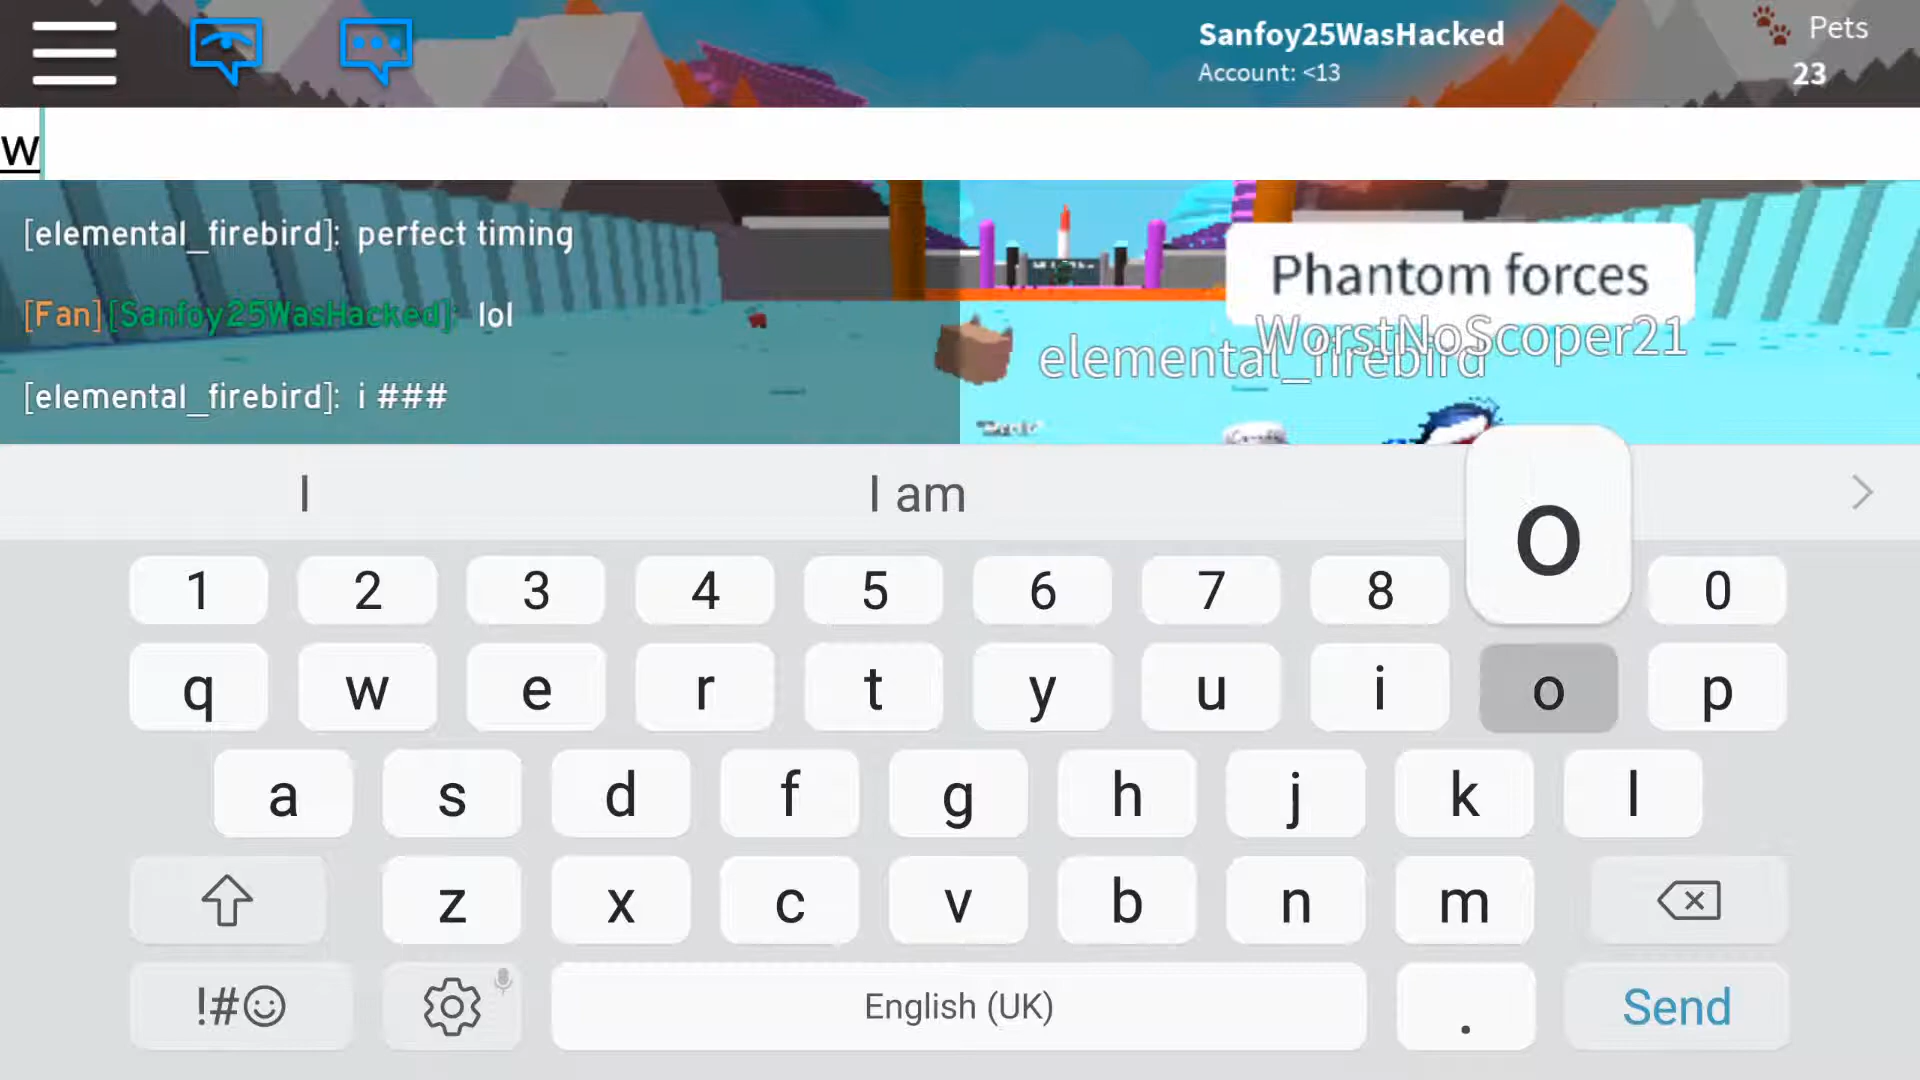 Sanfoy25WasHacked
Account: <13
Pets
23
w
[elemental_firebird]: perfect timing
[Fan][Sanfoy25WasHacked]: lol
[elemental_firebird]: i ###
Phantom forces
WorstNoScoper21
elemental_firebird
I
I am
o
1 2 3 4 5 6 7 8 0
q w e r t y u i o p
a s d f g h j k l
z x c v b n m
!#☺ English (UK) . Send